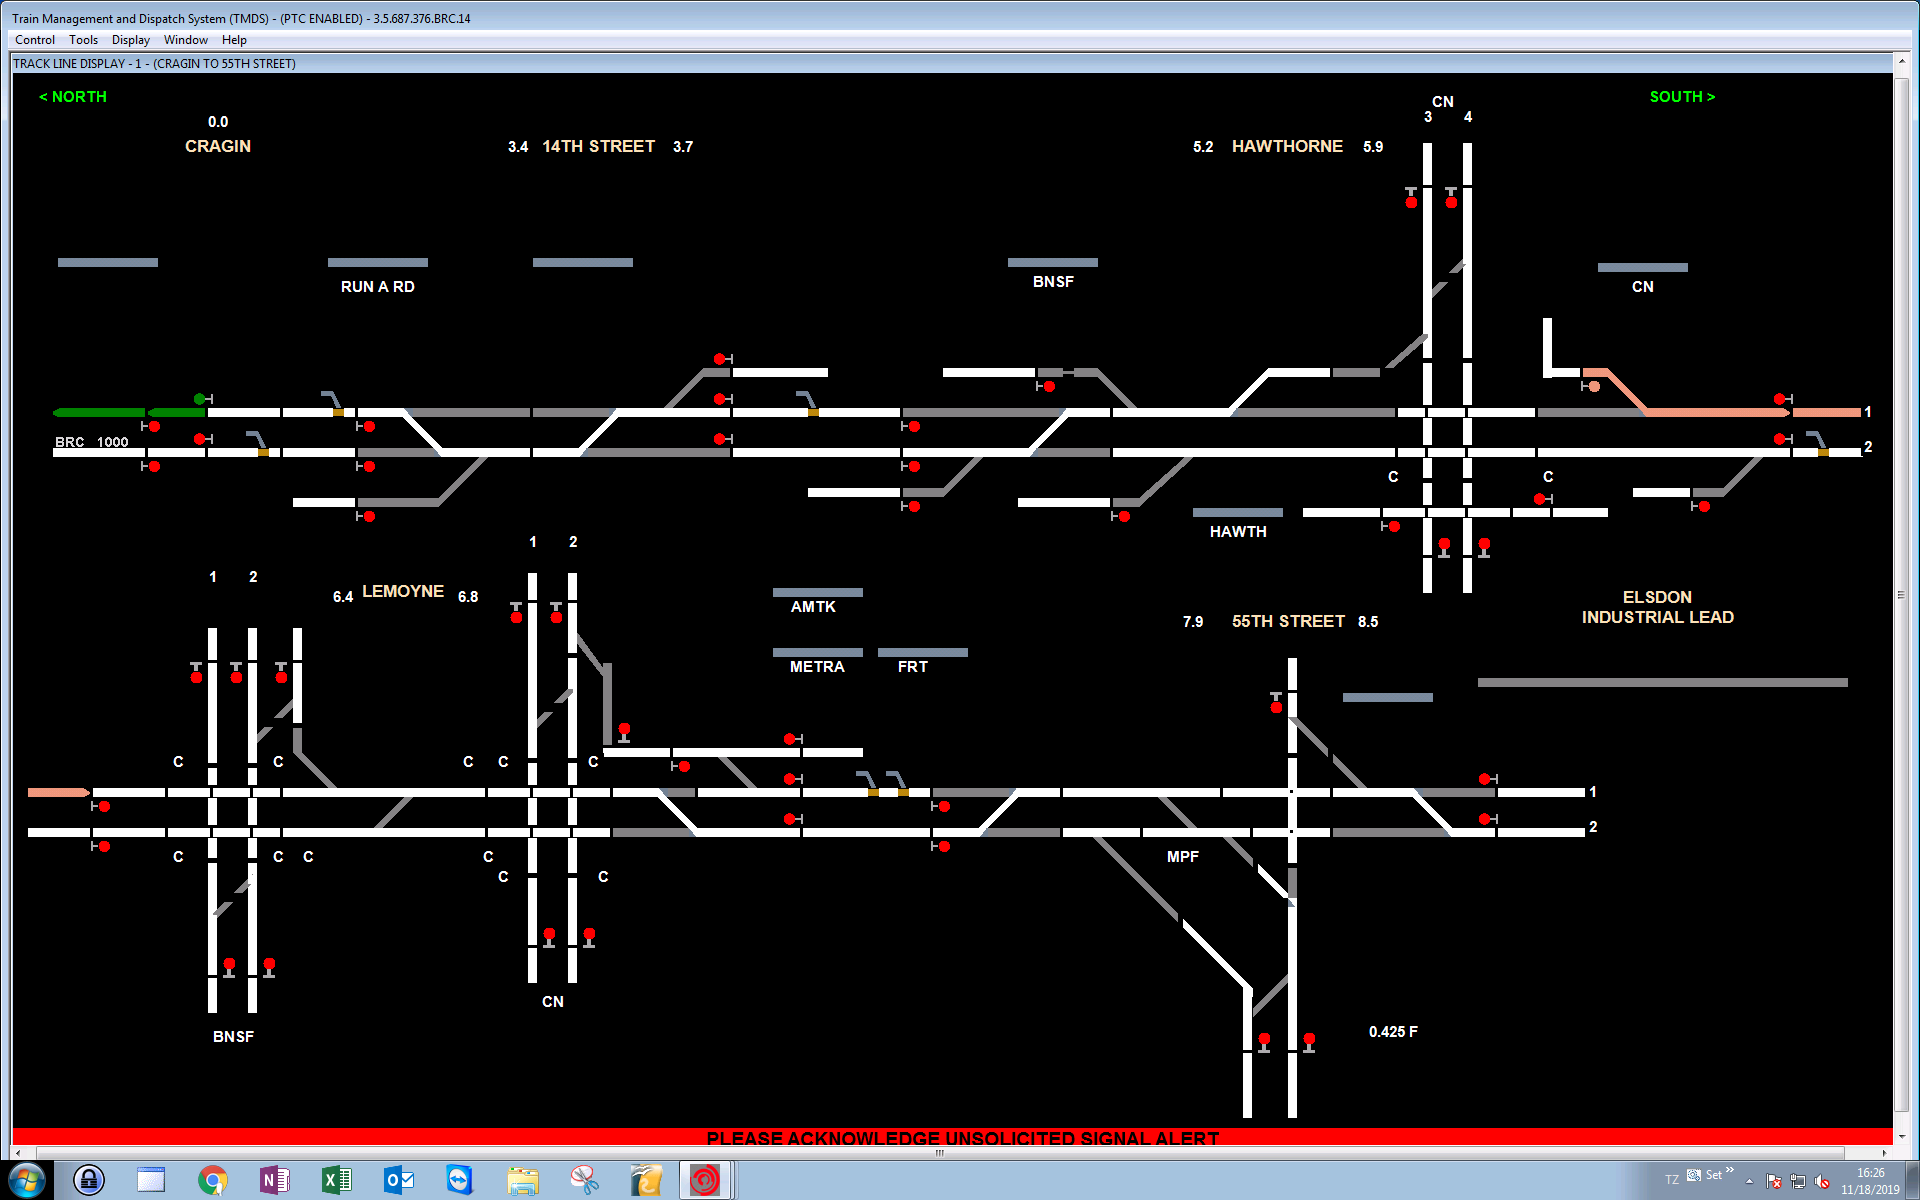 Train Management and Dispatch System (TMDS) - (PTC ENABLED) - 3.5.687.376.BRC.14
Control Tools Display Window Help
TRACK LINE DISPLAY - 1 - (CRAGIN TO 55TH STREET)
< NORTH
SOUTH >
CN
3 4
0.0
CRAGIN
3.4 14TH STREET 3.7
5.2 HAWTHORNE 5.9
RUN A RD
BNSF
CN
1
BRC 1000
2
C C
HAWTH
1 2
1 2
6.4 LEMOYNE 6.8
AMTK
ELSDON
INDUSTRIAL LEAD
7.9 55TH STREET 8.5
METRA FRT
C C C C C
1
2
C C C C
MPF
C C
CN
BNSF
0.425 F
PLEASE ACKNOWLEDGE UNSOLICITED SIGNAL ALERT
TZ Set »
16:26
11/18/2019